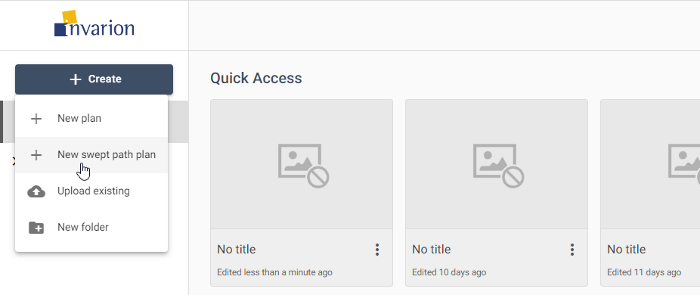 invarion
+ Create
Quick Access
+ New plan
+ New swept path plan
Upload existing
New folder
No title
Edited less than a minute ago
No title
Edited 10 days ago
No title
Edited 11 days ago